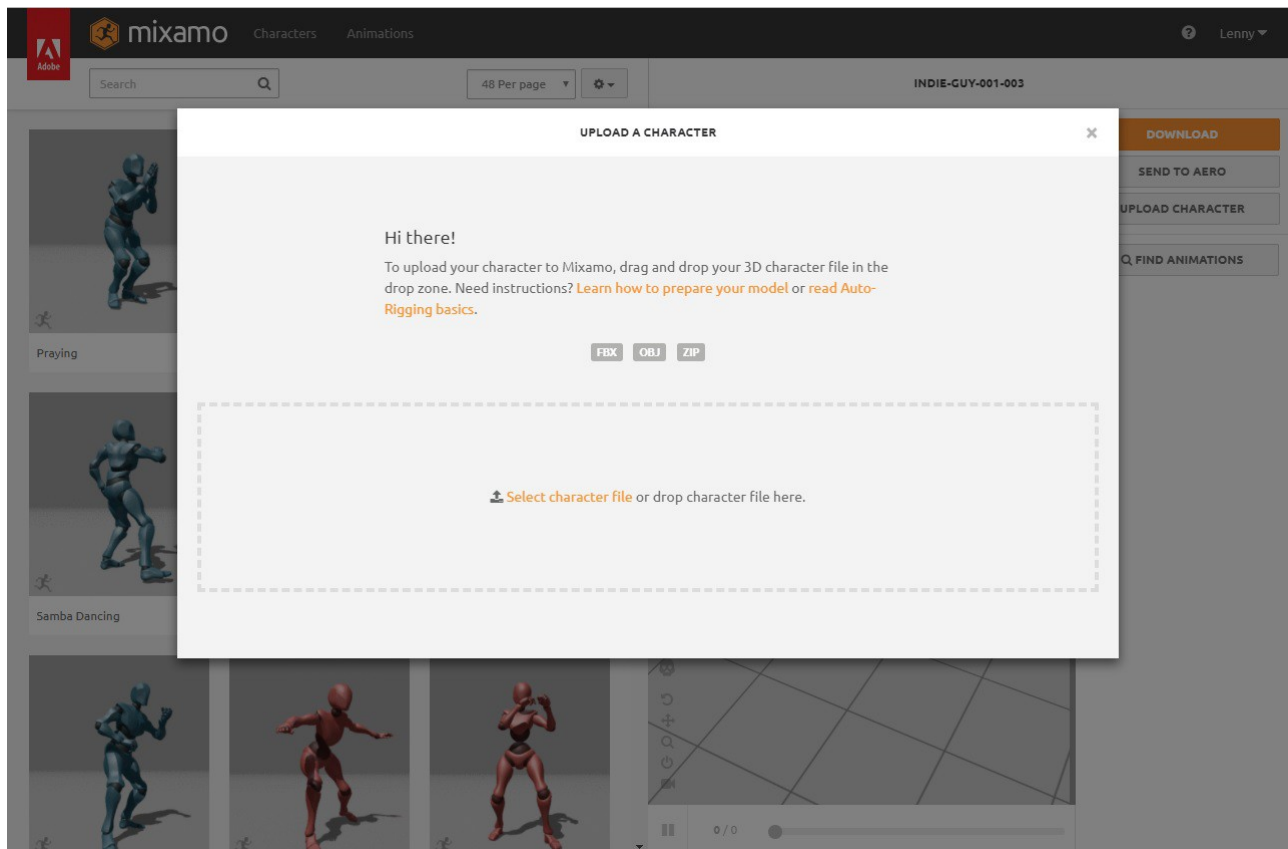 Adobe
mixamo
Characters
Animations
Lenny
Search
48 Per page
INDIE-GUY-001-003
UPLOAD A CHARACTER
DOWNLOAD
SEND TO AERO
UPLOAD CHARACTER
FIND ANIMATIONS
Hi there!
To upload your character to Mixamo, drag and drop your 3D character file in the
drop zone. Need instructions? Learn how to prepare your model or read Auto-
Rigging basics.
FBX OBJ ZIP
Select character file or drop character file here.
Praying
Samba Dancing
0 / 0